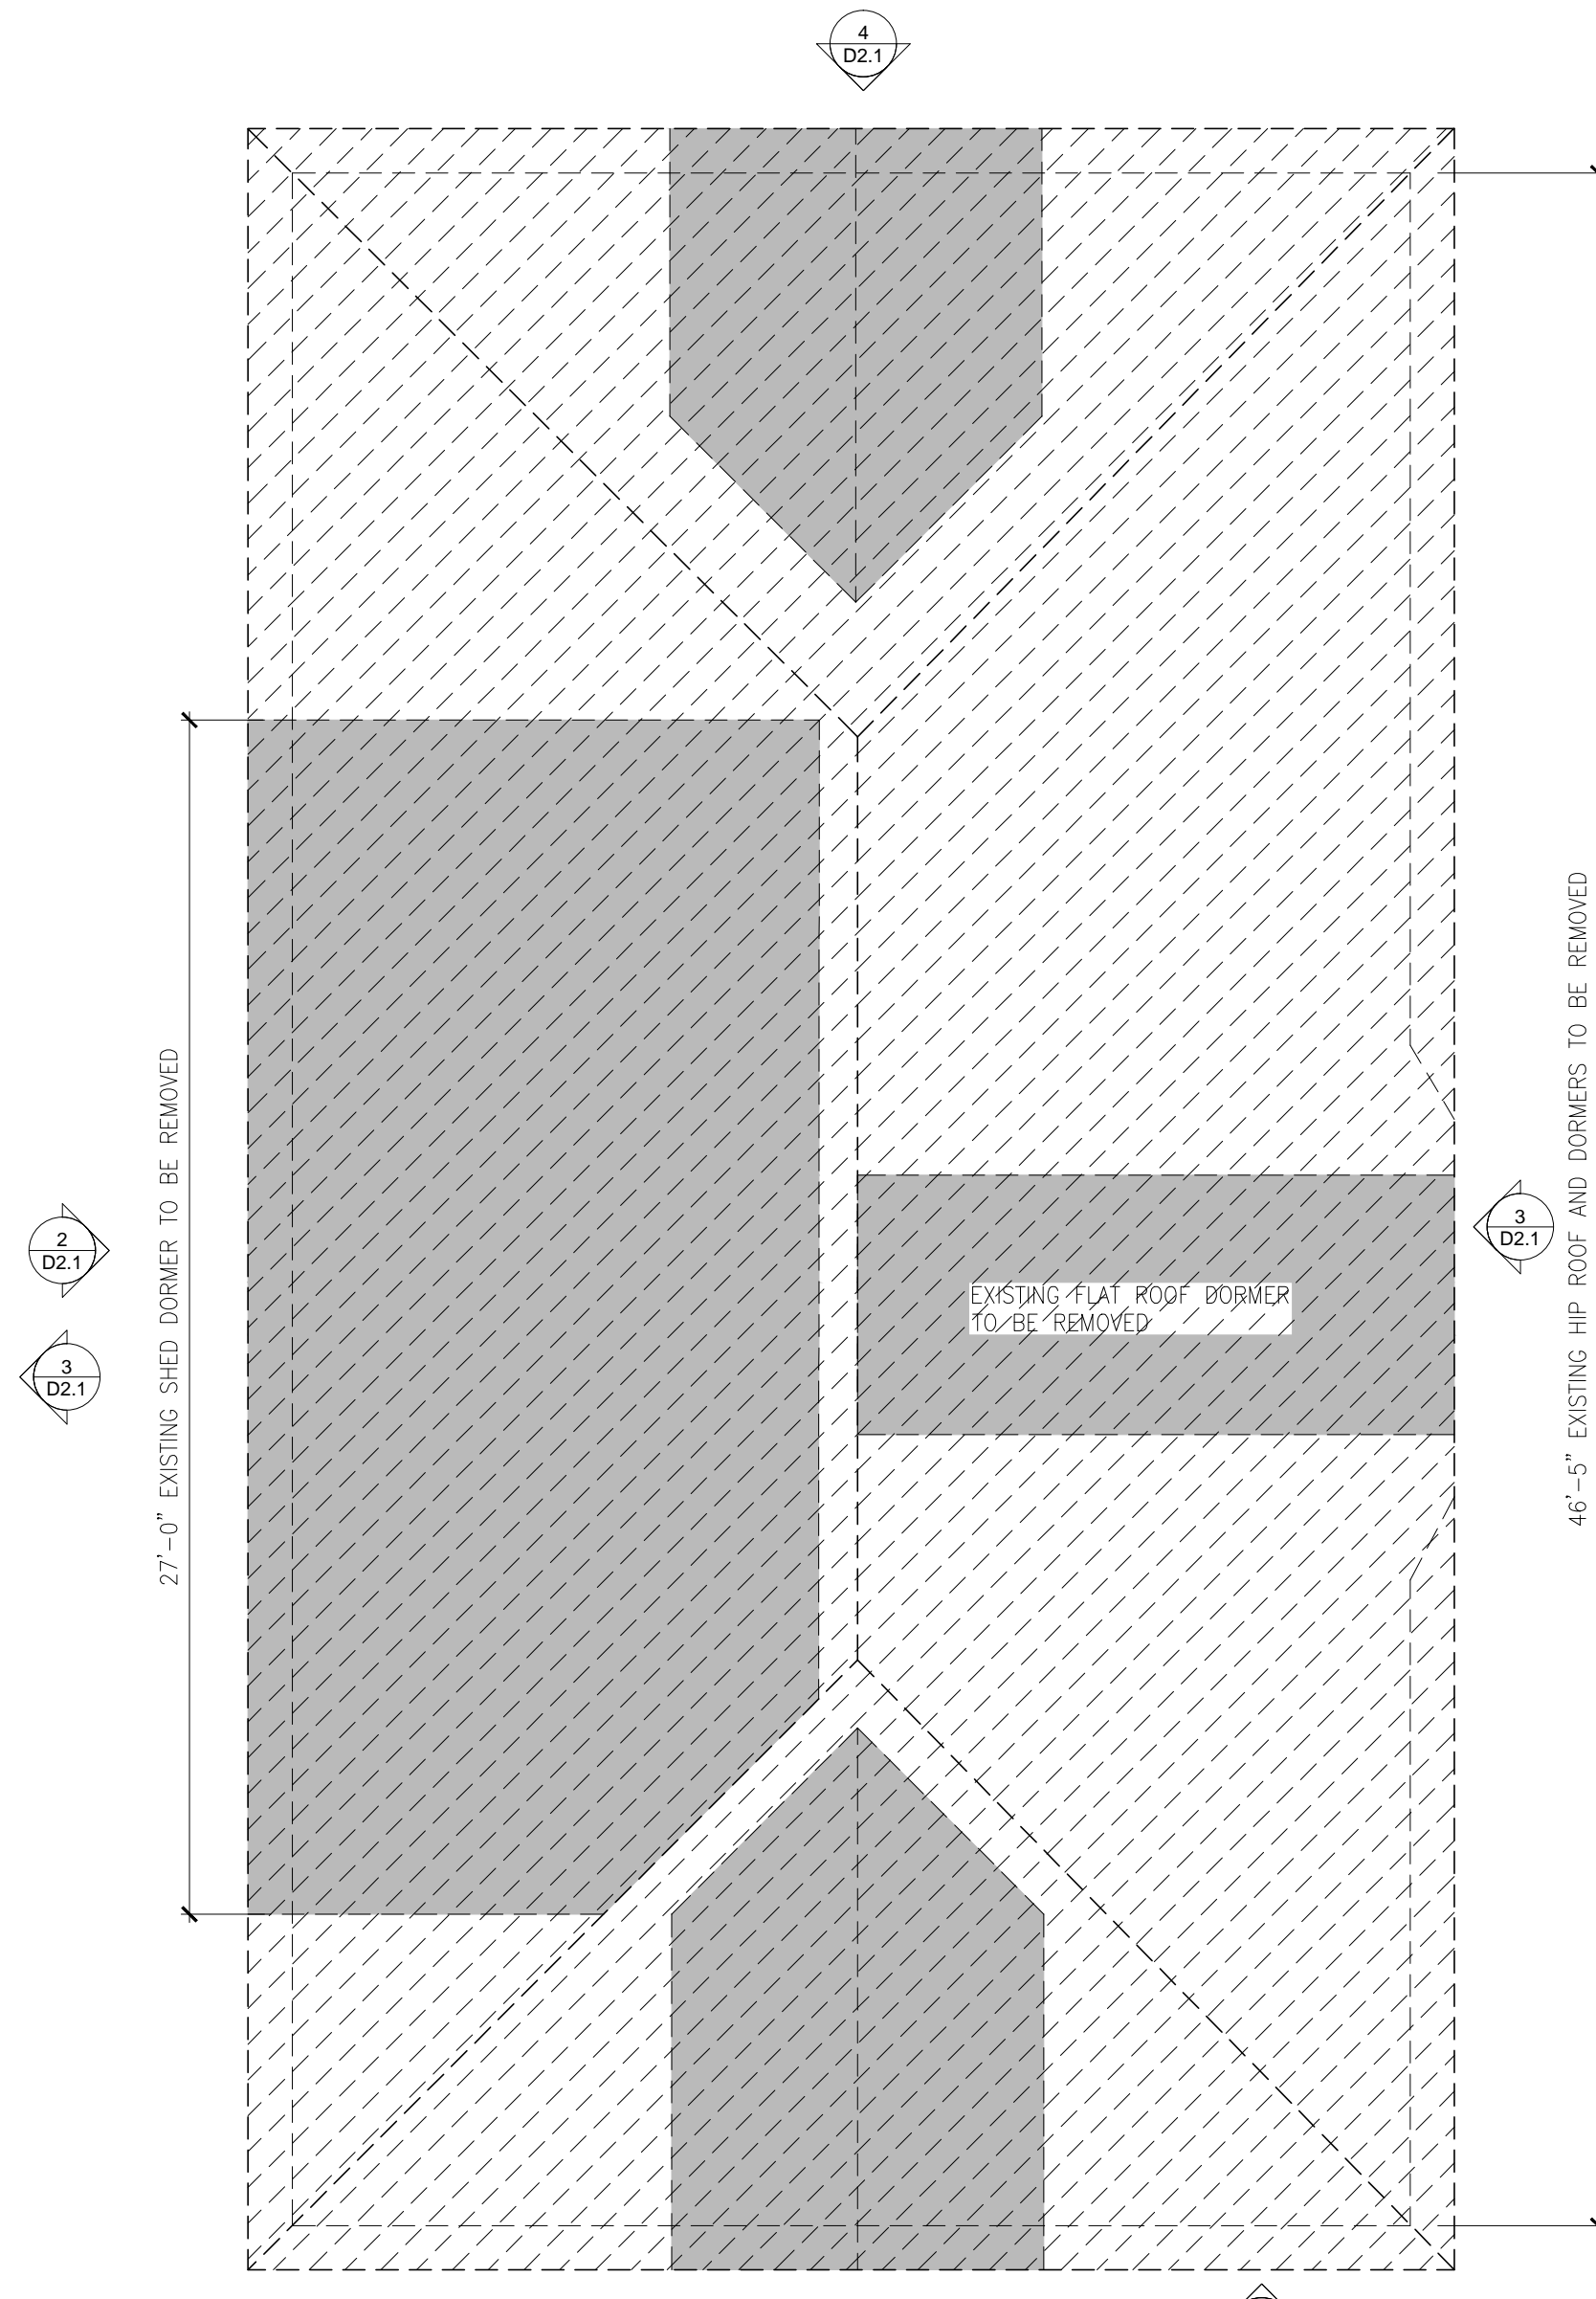 4
D2.1
27'-0" EXISTING SHED DORMER TO BE REMOVED
46'-5" EXISTING HIP ROOF AND DORMERS TO BE REMOVED
2
D2.1
3
D2.1
3
D2.1
EXISTING FLAT ROOF DORMER
TO BE REMOVED